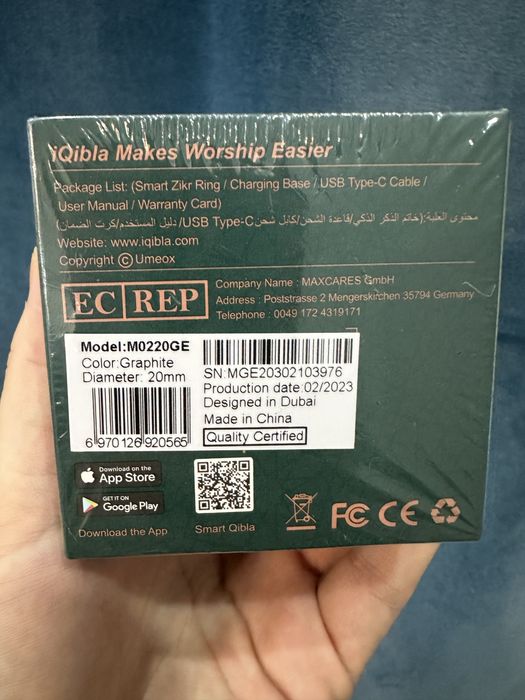 iQibla Makes Worship Easier
Package List: (Smart Zikr Ring / Charging Base / USB Type-C Cable /
User Manual / Warranty Card)
محتوى العلبة:(خاتم الذكر الذكي/قاعدة الشحن/كابل شحن USB Type-C/دليل المستخدم/كرت الضمان)
Website: www.iqibla.com
Copyright © Umeox
EC REP
Company Name : MAXCARES GmbH
Address : Poststrasse 2 Mengerskirchen 35794 Germany
Telephone : 0049 172 4319171
Model:M0220GE
Color:Graphite
Diameter: 20mm
6 970126 920565
SN:MGE20302103976
Production date:02/2023
Designed in Dubai
Made in China
Quality Certified
Download on the
App Store
GET IT ON
Google Play
Download the App
Smart Qibla
FC CE